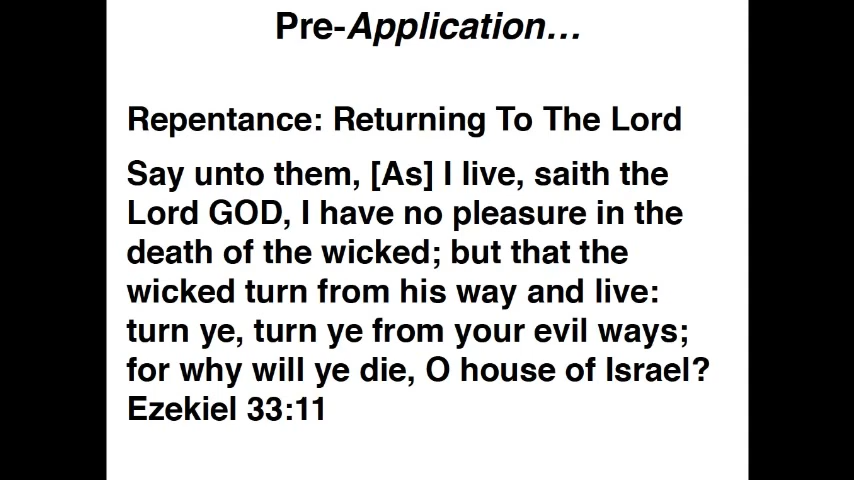 Pre-Application…
Repentance: Returning To The Lord
Say unto them, [As] I live, saith the
Lord GOD, I have no pleasure in the
death of the wicked; but that the
wicked turn from his way and live:
turn ye, turn ye from your evil ways;
for why will ye die, O house of Israel?
Ezekiel 33:11